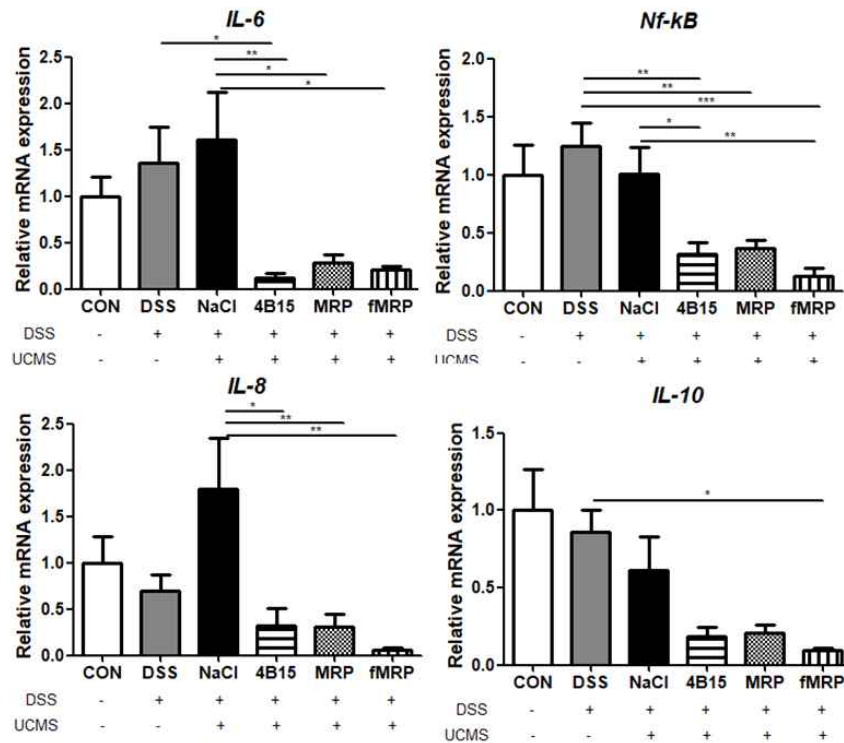 IL-6
Relative mRNA expression
2.5
2.0
1.5
1.0
0.5
0.0
* 
**
*
*
CON DSS NaCl 4B15 MRP fMRP
DSS - + + + + +
UCMS - - + + + +
Nf-kB
Relative mRNA expression
2.0
1.5
1.0
0.5
0.0
**
**
***
*
**
CON DSS NaCl 4B15 MRP fMRP
DSS - + + + + +
UCMS - - + + + +
IL-8
Relative mRNA expression
2.5
2.0
1.5
1.0
0.5
0.0
*
**
**
CON DSS NaCl 4B15 MRP fMRP
DSS - + + + + +
UCMS - - + + + +
IL-10
Relative mRNA expression
1.5
1.0
0.5
0.0
*
CON DSS NaCl 4B15 MRP fMRP
DSS - + + + + +
UCMS - - + + + +